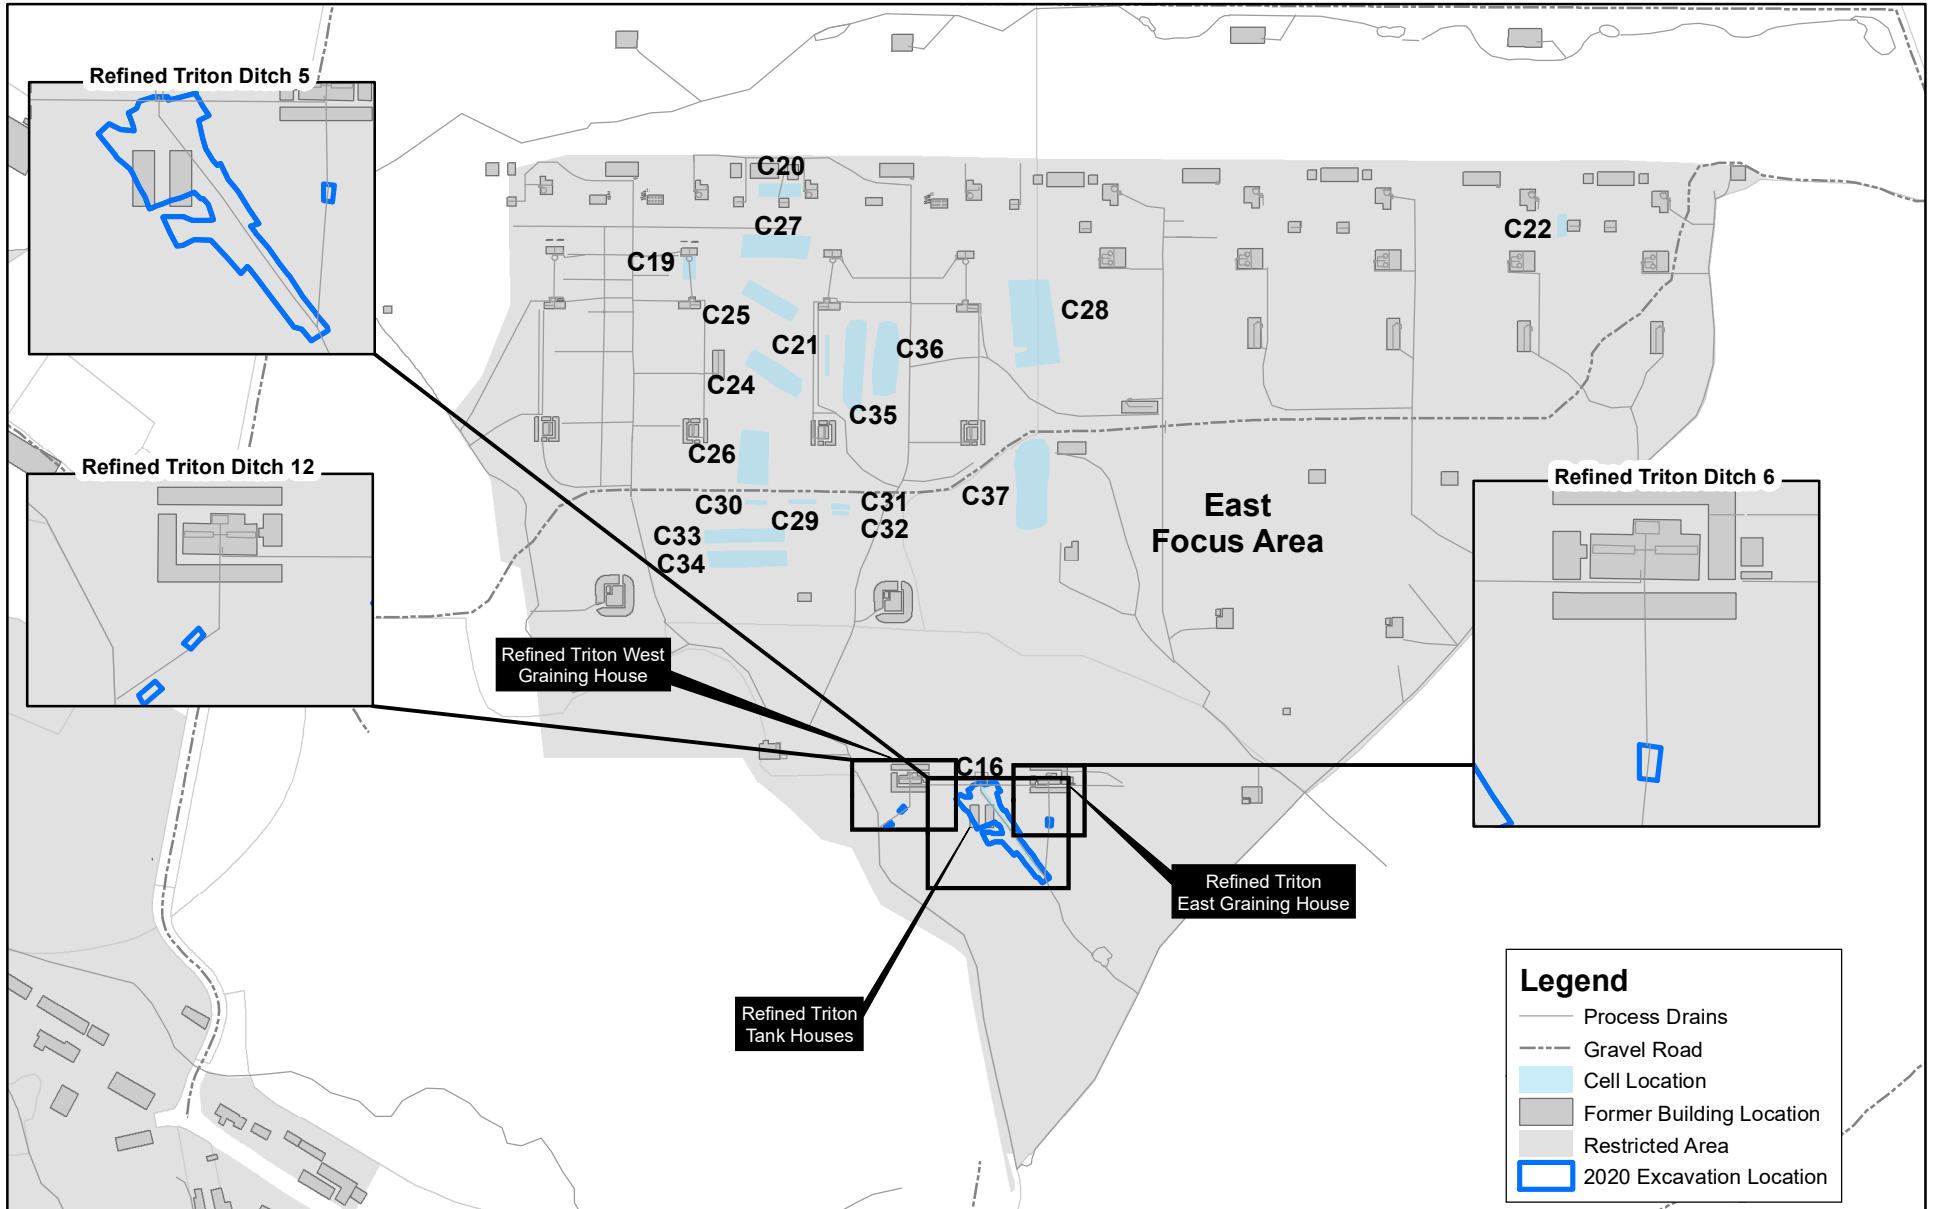 Refined Triton Ditch 5
C20
C27
C22
C19
C25
C28
C21
C36
C24
C35
C26
Refined Triton Ditch 12
Refined Triton Ditch 6
C30
C29
C31
C32
C37
C33
C34
East
Focus Area
Refined Triton West
Graining House
C16
Refined Triton
East Graining House
Refined Triton
Tank Houses
Legend
Process Drains
Gravel Road
Cell Location
Former Building Location
Restricted Area
2020 Excavation Location